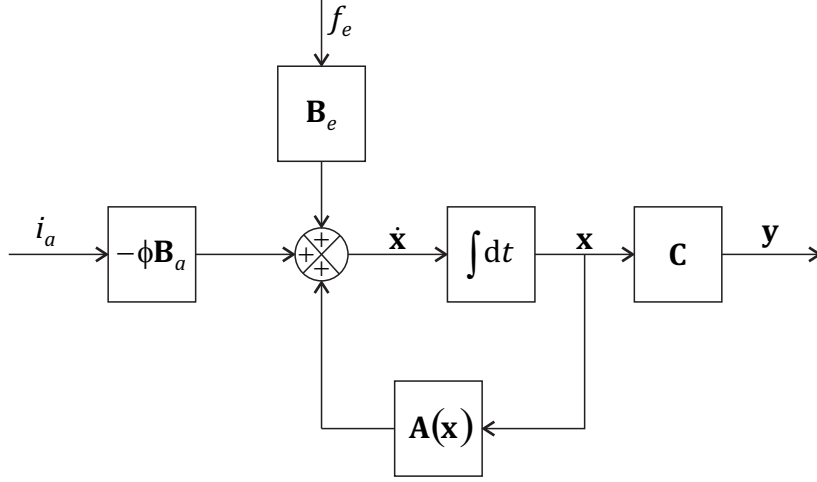 f_e
B_e
i_a
−ϕB_a
+
+
+
ẋ
∫dt
x
C
y
A(x)